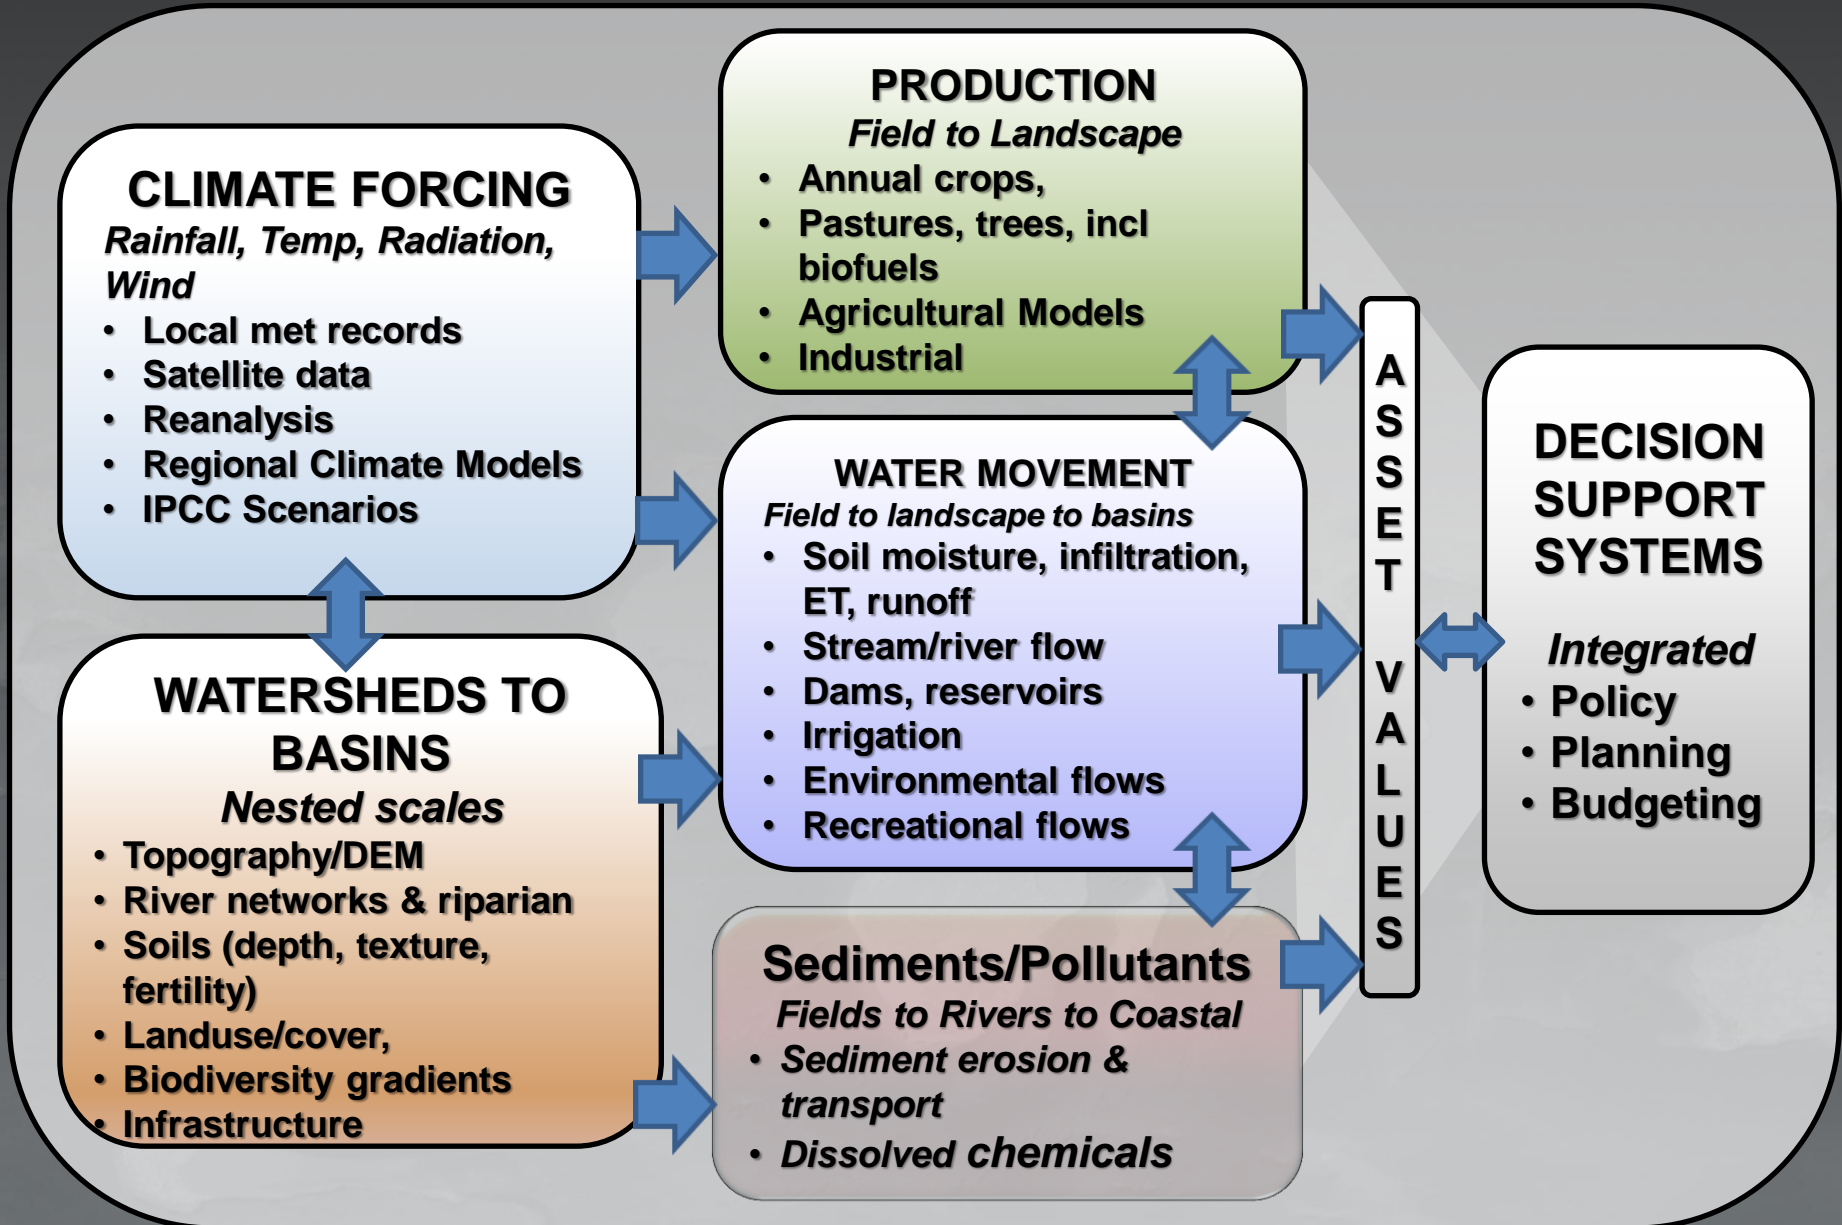 CLIMATE FORCING
Rainfall, Temp, Radiation,
Wind
• Local met records
• Satellite data
• Reanalysis
• Regional Climate Models
• IPCC Scenarios
WATERSHEDS TO
BASINS
Nested scales
• Topography/DEM
• River networks & riparian
• Soils (depth, texture,
fertility)
• Landuse/cover,
• Biodiversity gradients
• Infrastructure
PRODUCTION
Field to Landscape
• Annual crops,
• Pastures, trees, incl
biofuels
• Agricultural Models
• Industrial
WATER MOVEMENT
Field to landscape to basins
• Soil moisture, infiltration,
ET, runoff
• Stream/river flow
• Dams, reservoirs
• Irrigation
• Environmental flows
• Recreational flows
Sediments/Pollutants
Fields to Rivers to Coastal
• Sediment erosion &
transport
• Dissolved chemicals
ASSET VALUES
DECISION
SUPPORT
SYSTEMS
Integrated
• Policy
• Planning
• Budgeting